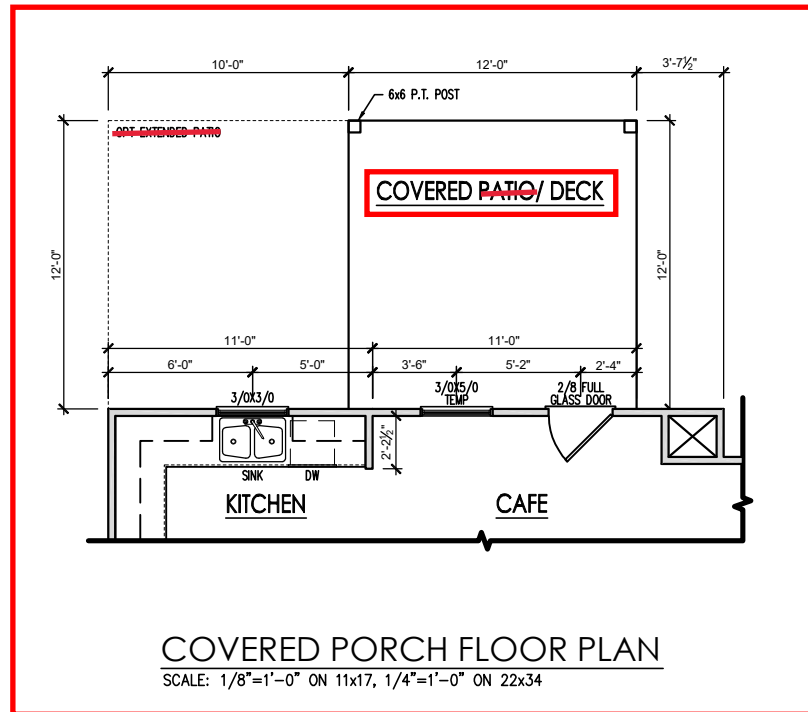 10'-0"
12'-0"
3'-7½"
6x6 P.T. POST
OPT EXTENDED PATIO
COVERED PATIO/ DECK
12'-0"
12'-0"
11'-0"
11'-0"
6'-0"
5'-0"
3'-6"
5'-2"
2'-4"
3/0X3/0
3/0X5/0
TEMP
2/8 FULL
GLASS DOOR
2'-2½"
SINK
DW
KITCHEN
CAFE
COVERED PORCH FLOOR PLAN
SCALE: 1/8"=1'-0" ON 11x17, 1/4"=1'-0" ON 22x34